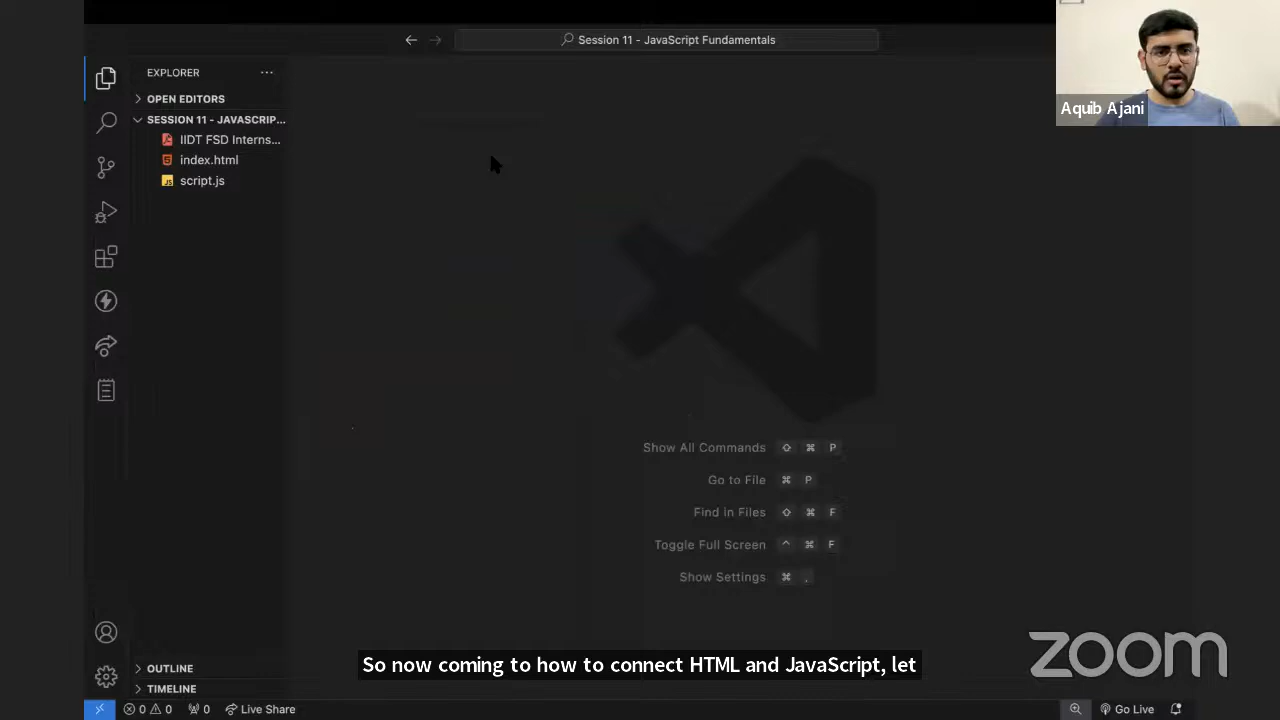 Session 11 - JavaScript Fundamentals
Aquib Ajani
EXPLORER
OPEN EDITORS
SESSION 11 - JAVASCRIP...
IIDT FSD Interns...
index.html
script.js
Show All Commands ⇧ ⌘ P
Go to File ⌘ P
Find in Files ⇧ ⌘ F
Toggle Full Screen ^ ⌘ F
Show Settings ⌘ ,
So now coming to how to connect HTML and JavaScript, let
zoom
OUTLINE
TIMELINE
0 0 0 Live Share Go Live